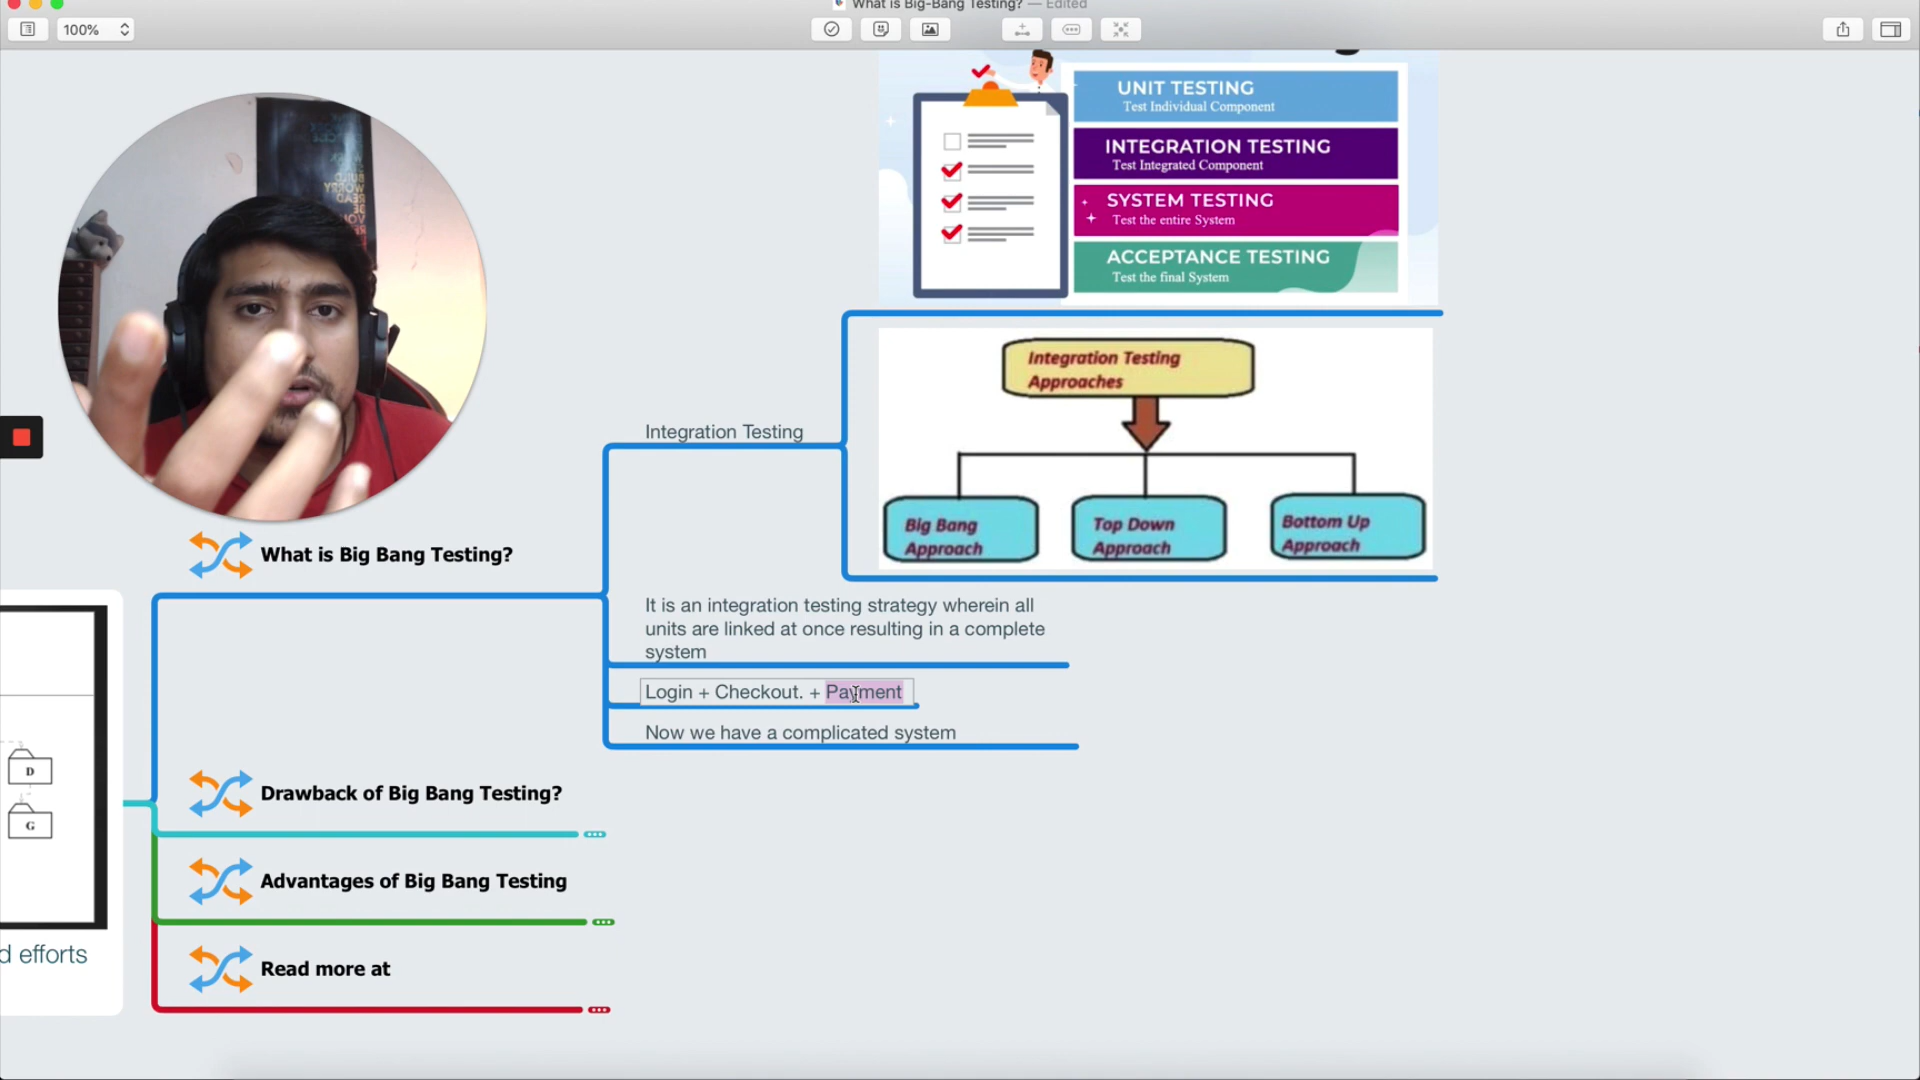 What is Big-Bang Testing? — Edited
100%
UNIT TESTING
Test Individual Component
INTEGRATION TESTING
Test Integrated Component
SYSTEM TESTING
Test the entire System
ACCEPTANCE TESTING
Test the final System
Integration Testing
Approaches
Big Bang
Approach
Top Down
Approach
Bottom Up
Approach
Integration Testing
What is Big Bang Testing?
It is an integration testing strategy wherein all
units are linked at once resulting in a complete
system
Login + Checkout. + Payment
Now we have a complicated system
D
G
Drawback of Big Bang Testing?
Advantages of Big Bang Testing
d efforts
Read more at